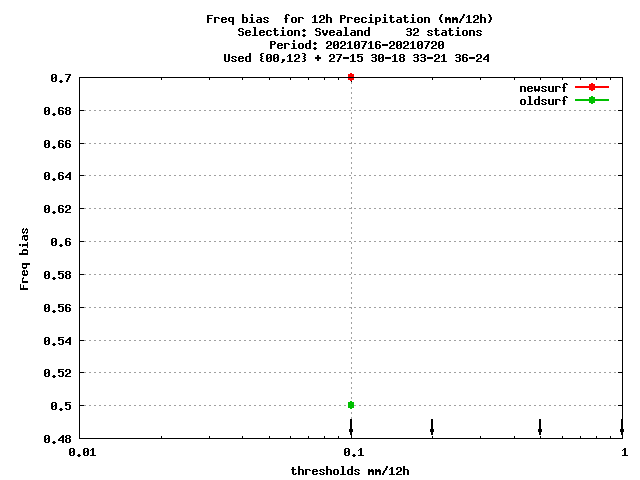 Freq bias  for 12h Precipitation (mm/12h)
Selection: Svealand     32 stations
Period: 20210716-20210720
Used {00,12} + 27-15 30-18 33-21 36-24
newsurf
oldsurf
Freq bias
0.7
0.68
0.66
0.64
0.62
0.6
0.58
0.56
0.54
0.52
0.5
0.48
0.01
0.1
1
thresholds mm/12h